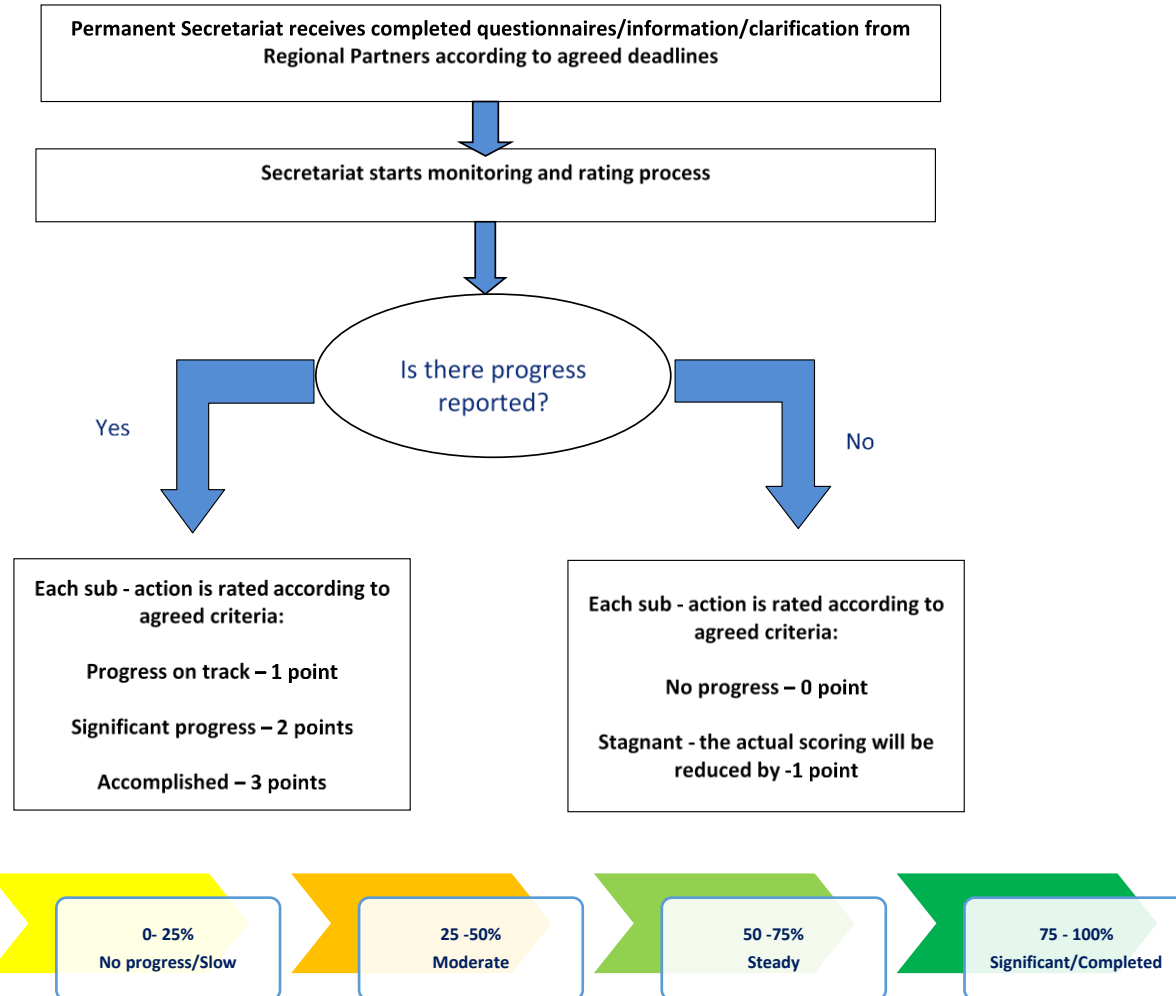 Permanent Secretariat receives completed questionnaires/information/clarification from
Regional Partners according to agreed deadlines
Secretariat starts monitoring and rating process
Is there progress
reported?
Yes
No
Each sub - action is rated according to
agreed criteria:
Progress on track – 1 point
Significant progress – 2 points
Accomplished – 3 points
Each sub - action is rated according to
agreed criteria:
No progress – 0 point
Stagnant - the actual scoring will be
reduced by -1 point
0- 25%
No progress/Slow
25 -50%
Moderate
50 -75%
Steady
75 - 100%
Significant/Completed